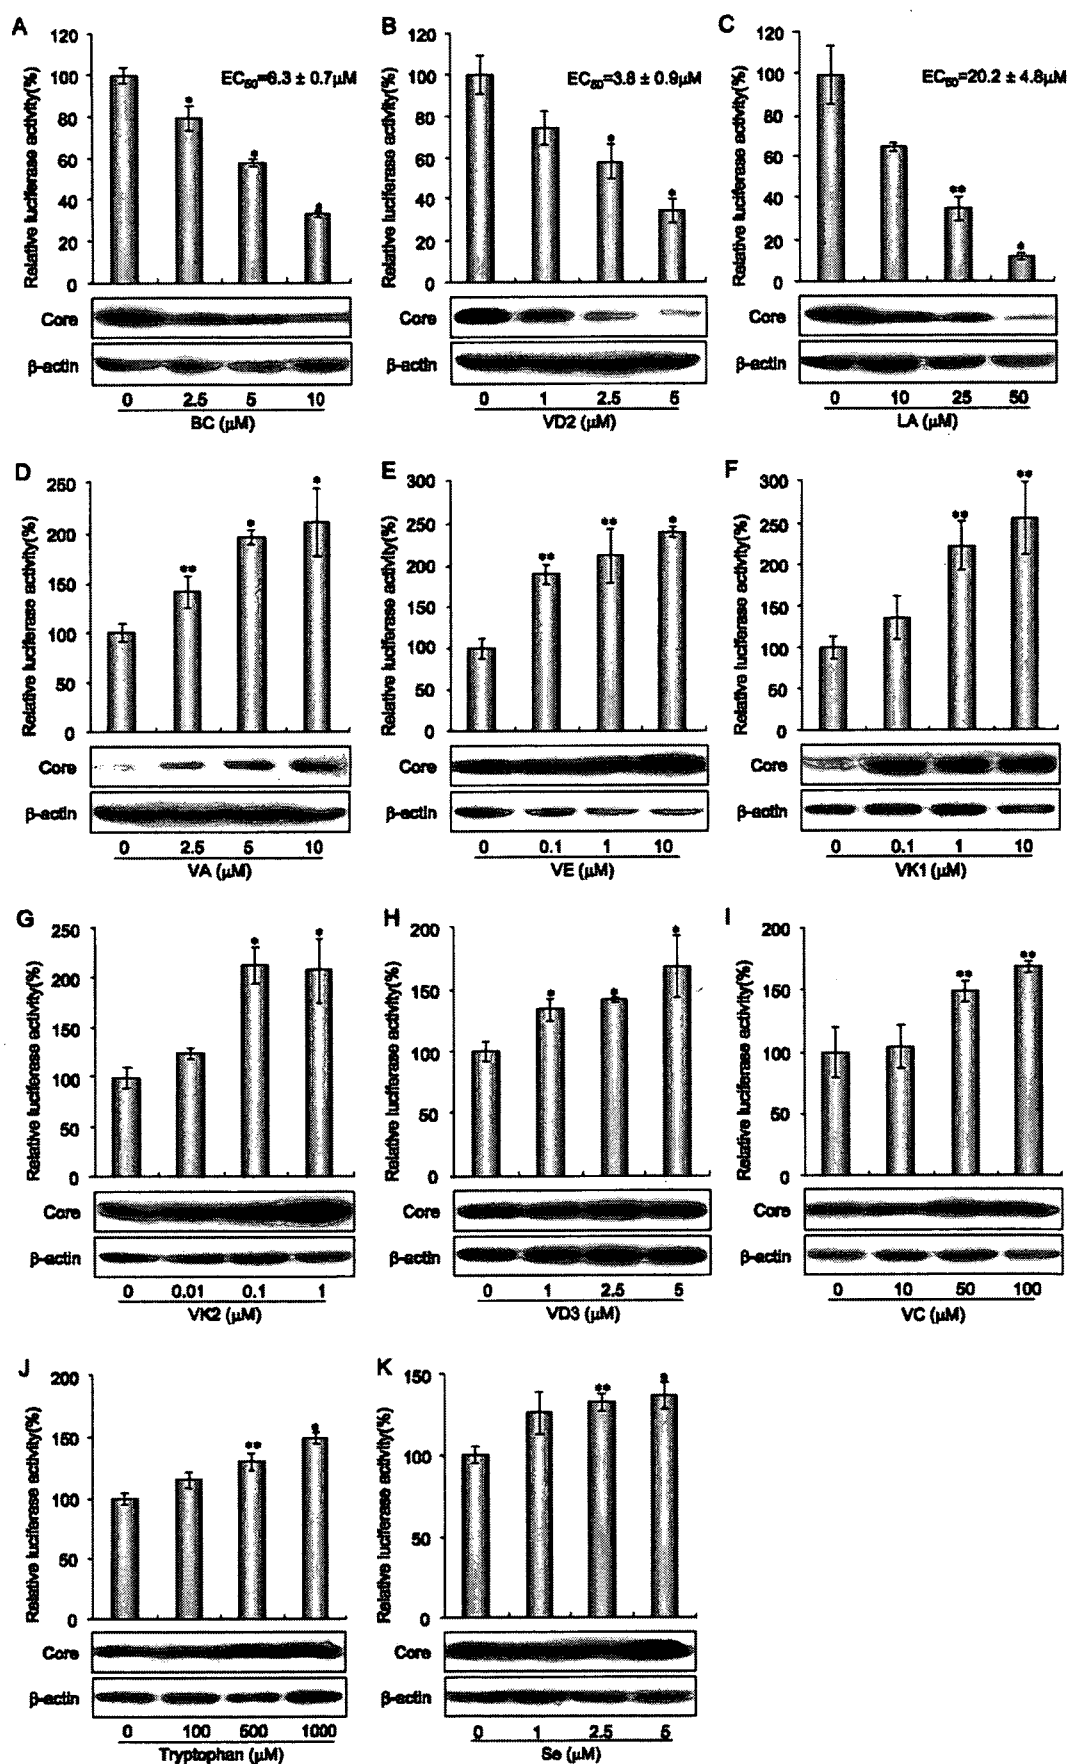 A
Relative luciferase activity(%)
120
100
80
60
40
20
0
EC50=6.3 ± 0.7μM
*
*
*
Core
β-actin
0 2.5 5 10
BC (μM)
B
Relative luciferase activity(%)
120
100
80
60
40
20
0
EC50=3.8 ± 0.9μM
*
*
Core
β-actin
0 1 2.5 5
VD2 (μM)
C
Relative luciferase activity(%)
120
100
80
60
40
20
0
EC50=20.2 ± 4.8μM
**
*
Core
β-actin
0 10 25 50
LA (μM)
D
Relative luciferase activity(%)
250
200
150
100
50
0
**
*
*
Core
β-actin
0 2.5 5 10
VA (μM)
E
Relative luciferase activity(%)
300
250
200
150
100
50
0
**
**
*
Core
β-actin
0 0.1 1 10
VE (μM)
F
Relative luciferase activity(%)
300
250
200
150
100
50
0
**
**
Core
β-actin
0 0.1 1 10
VK1 (μM)
G
Relative luciferase activity(%)
250
200
150
100
50
0
*
*
Core
β-actin
0 0.01 0.1 1
VK2 (μM)
H
Relative luciferase activity(%)
200
150
100
50
0
*
*
*
Core
β-actin
0 1 2.5 5
VD3 (μM)
I
Relative luciferase activity(%)
200
150
100
50
0
**
**
Core
β-actin
0 10 50 100
VC (μM)
J
Relative luciferase activity(%)
200
150
100
50
0
**
*
Core
β-actin
0 100 500 1000
Tryptophan (μM)
K
Relative luciferase activity(%)
150
100
50
0
**
*
Core
β-actin
0 1 2.5 5
Se (μM)